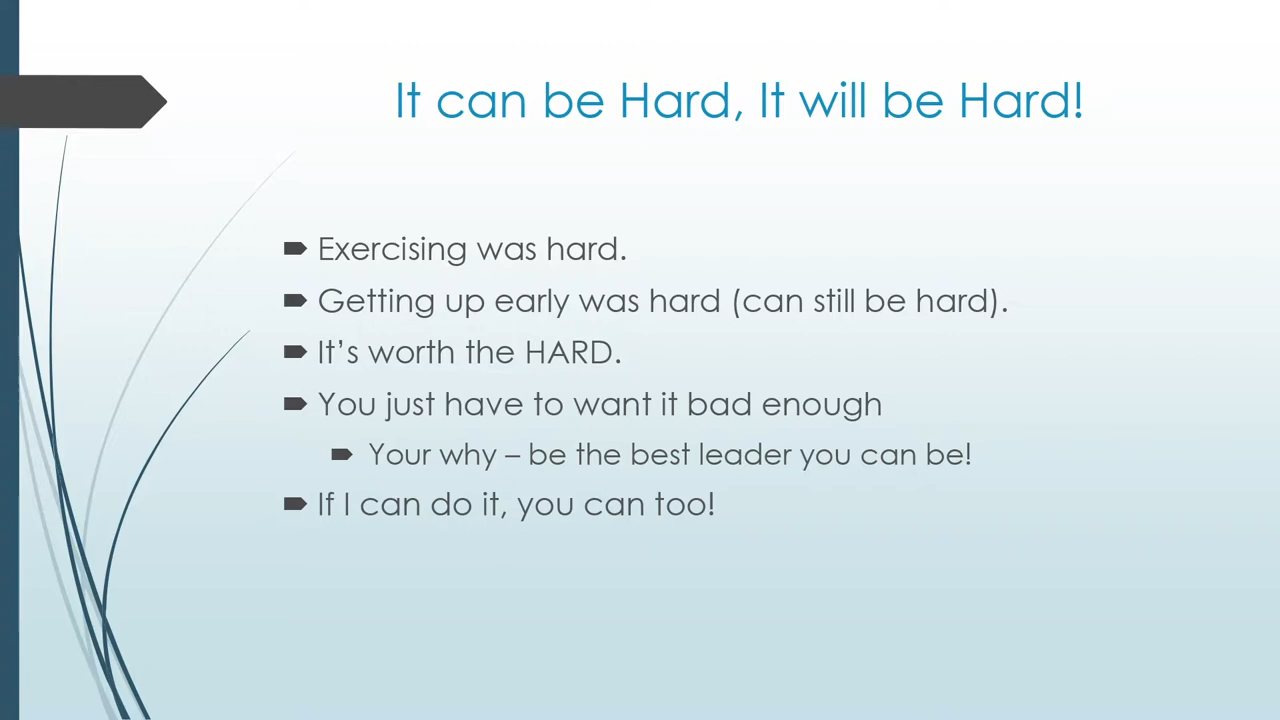 It can be Hard, It will be Hard!
Exercising was hard.
Getting up early was hard (can still be hard).
It’s worth the HARD.
You just have to want it bad enough
Your why – be the best leader you can be!
If I can do it, you can too!